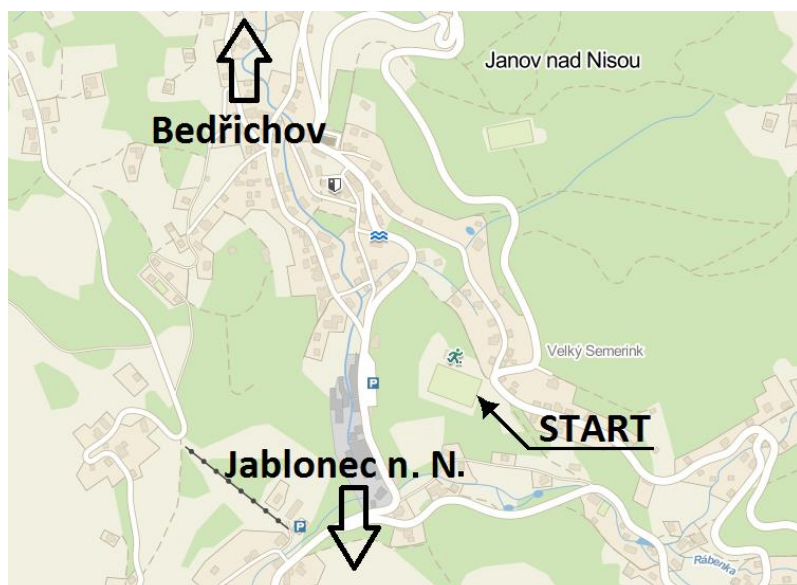 Janov nad Nisou
Bedřichov
P
Velký Semerink
START
Jablonec n. N.
P
Rábenka